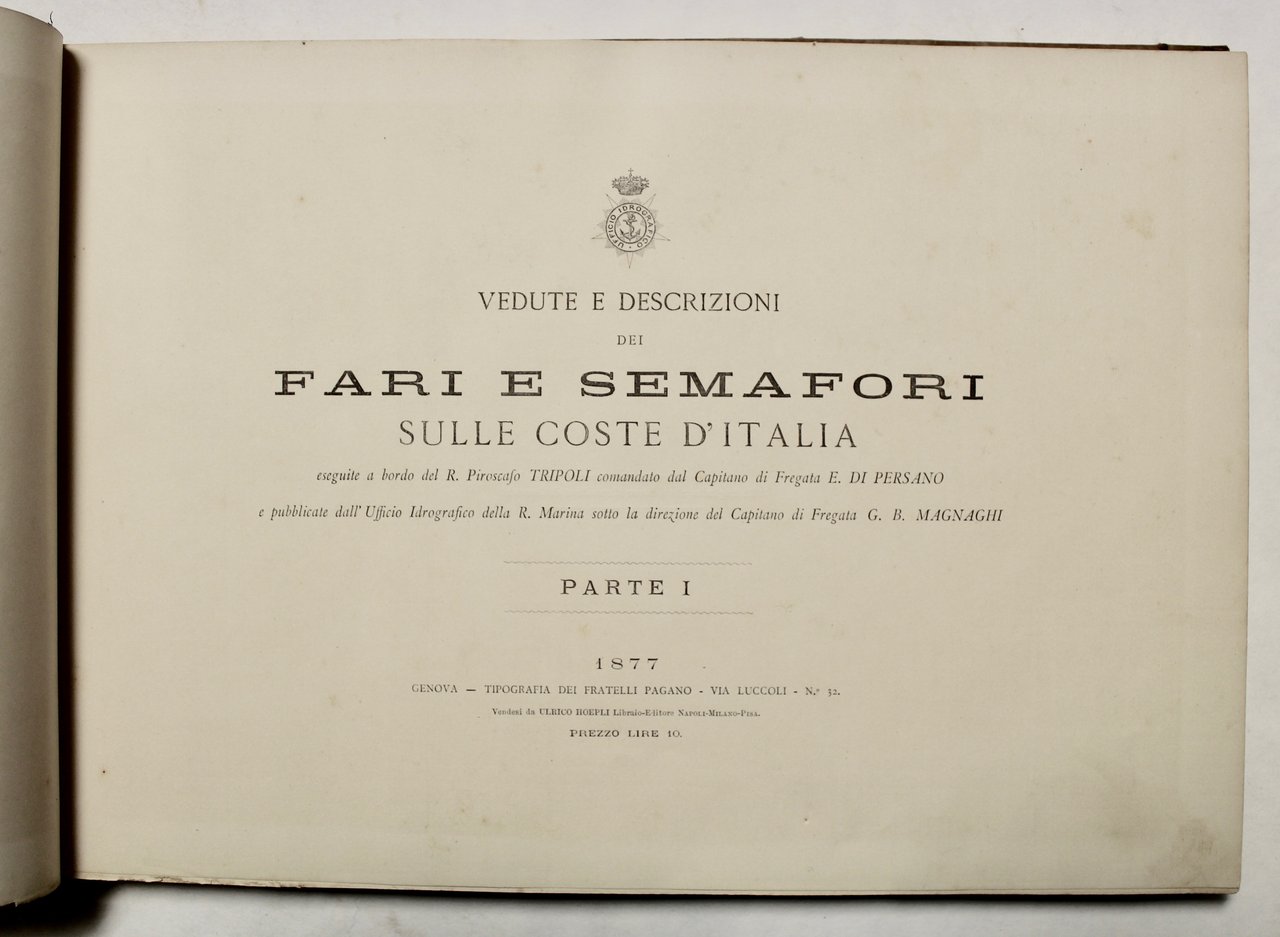 UFFICIO IDROGRAFICO
VEDUTE E DESCRIZIONI
DEI
FARI E SEMAFORI
SULLE COSTE D'ITALIA
eseguite a bordo del R. Piroscafo TRIPOLI comandato dal Capitano di Fregata E. DI PERSANO
e pubblicate dall' Ufficio Idrografico della R. Marina sotto la direzione del Capitano di Fregata G. B. MAGNAGHI
PARTE I
1877
GENOVA — TIPOGRAFIA DEI FRATELLI PAGANO - VIA LUCCOLI - N.º 32.
Vendesi da ULRICO HOEPLI Libraio-Editore NAPOLI-MILANO-PISA.
PREZZO LIRE 10.